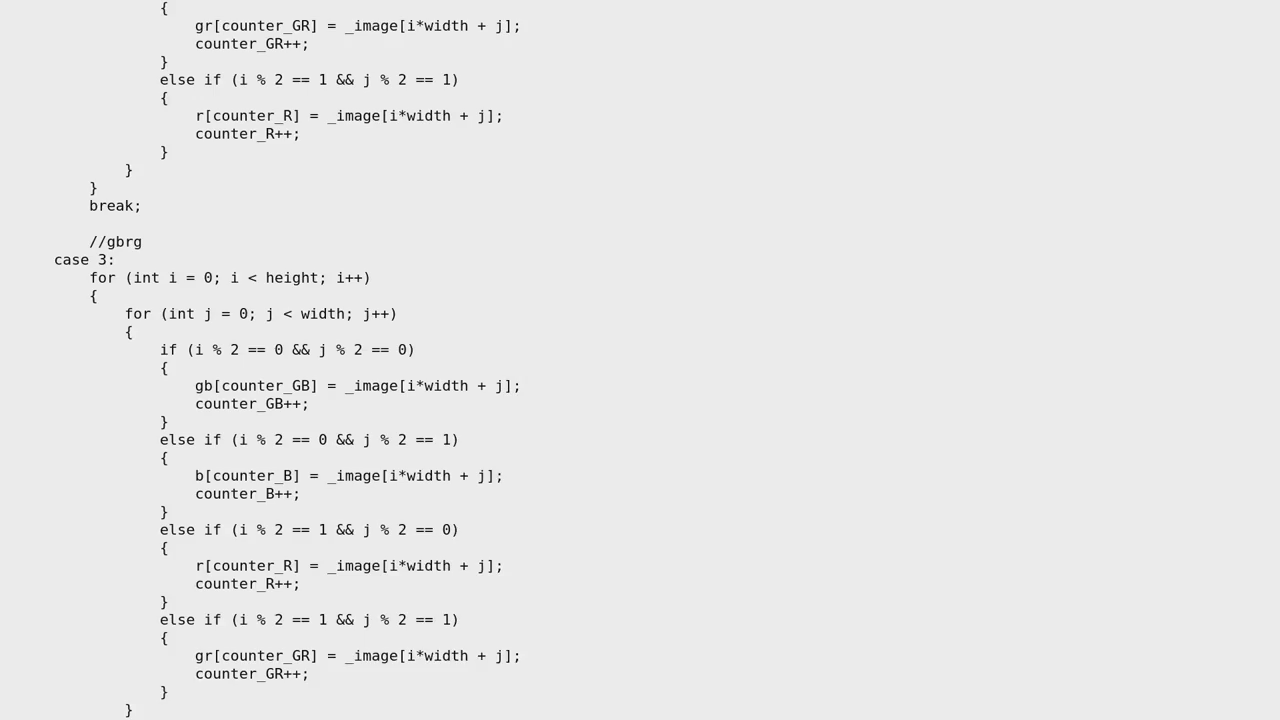 {
gr[counter_GR] = _image[i*width + j];
counter_GR++;
}
else if (i % 2 == 1 && j % 2 == 1)
{
r[counter_R] = _image[i*width + j];
counter_R++;
}
}
}
break;
//gbrg
case 3:
for (int i = 0; i < height; i++)
{
for (int j = 0; j < width; j++)
{
if (i % 2 == 0 && j % 2 == 0)
{
gb[counter_GB] = _image[i*width + j];
counter_GB++;
}
else if (i % 2 == 0 && j % 2 == 1)
{
b[counter_B] = _image[i*width + j];
counter_B++;
}
else if (i % 2 == 1 && j % 2 == 0)
{
r[counter_R] = _image[i*width + j];
counter_R++;
}
else if (i % 2 == 1 && j % 2 == 1)
{
gr[counter_GR] = _image[i*width + j];
counter_GR++;
}
}